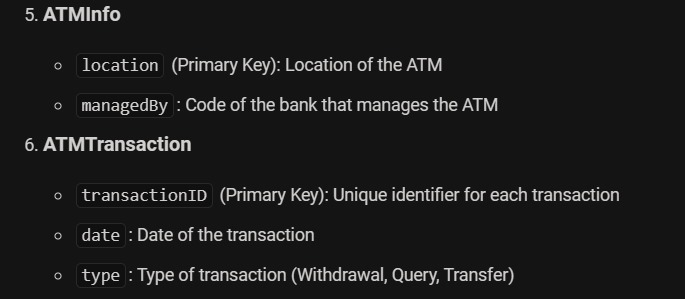 5. ATMInfo
location (Primary Key): Location of the ATM
managedBy : Code of the bank that manages the ATM
6. ATMTransaction
transactionID (Primary Key): Unique identifier for each transaction
date : Date of the transaction
type : Type of transaction (Withdrawal, Query, Transfer)